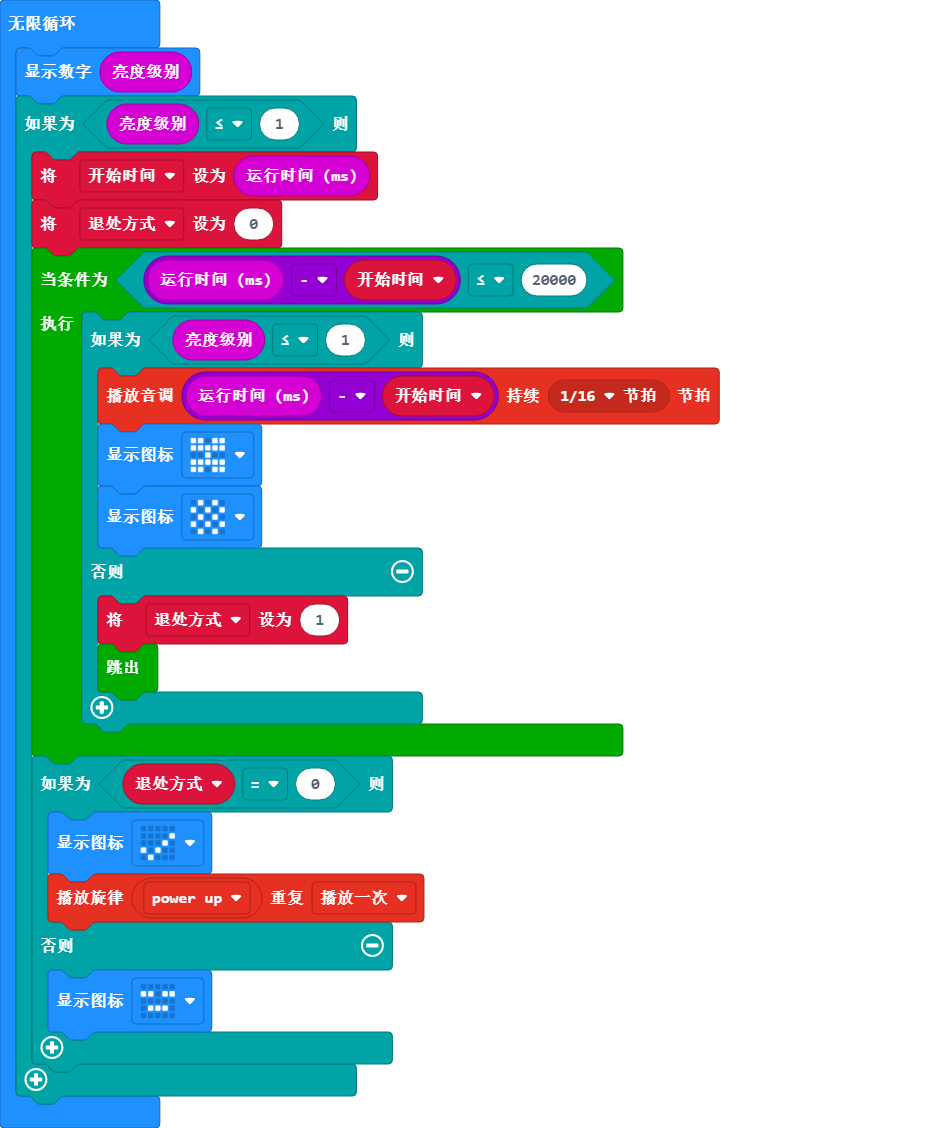 无限循环
显示数字 亮度级别
如果为 亮度级别 ≤ 1 则
将 开始时间 设为 运行时间 (ms)
将 退处方式 设为 0
当条件为 运行时间 (ms) - 开始时间 ≤ 20000
执行 如果为 亮度级别 ≤ 1 则
播放音调 运行时间 (ms) - 开始时间 持续 1/16 节拍 节拍
显示图标
显示图标
否则
将 退处方式 设为 1
跳出
如果为 退处方式 = 0 则
显示图标
播放旋律 power up 重复 播放一次
否则
显示图标